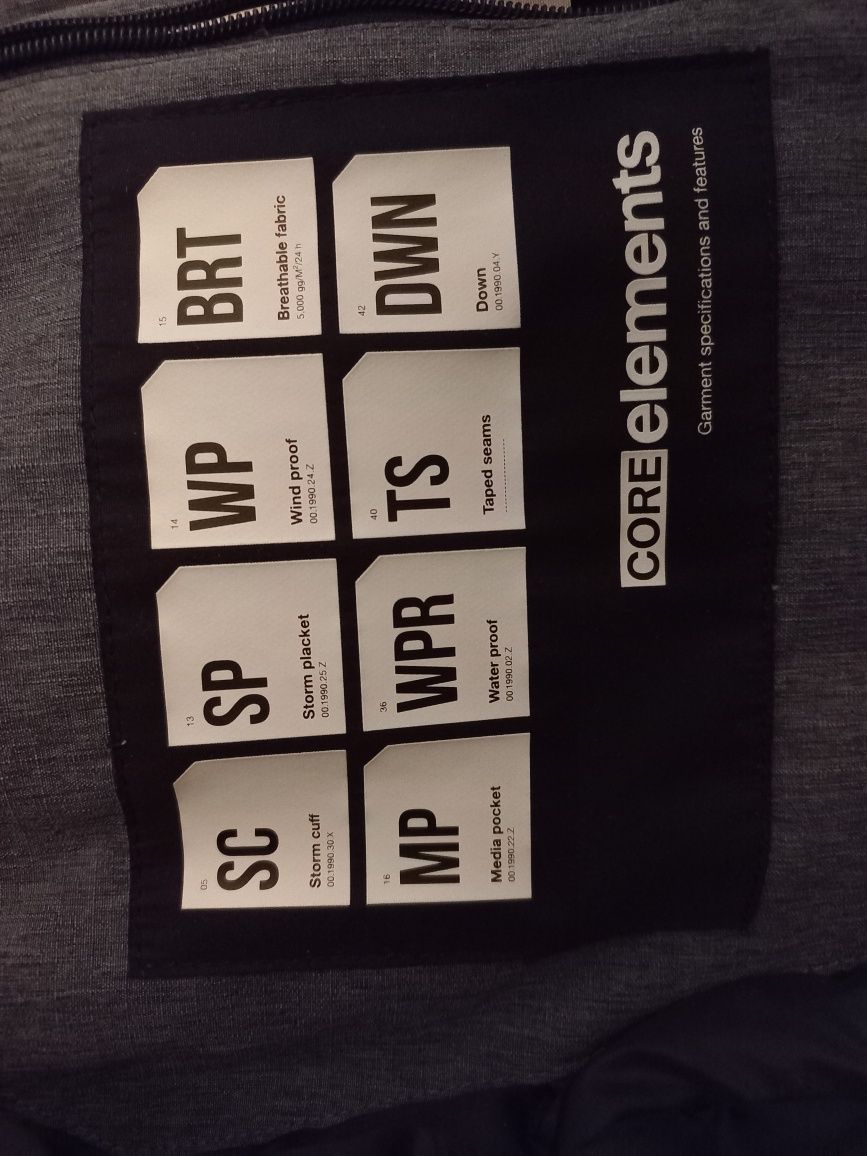 05
SC
Storm cuff
00.1990.30.X
13
SP
Storm placket
00.1990.25.Z
14
WP
Wind proof
00.1990.24.Z
15
BRT
Breathable fabric
5,000 gg/M²/24 h
16
MP
Media pocket
00.1990.22.Z
36
WPR
Water proof
00.1990.02.Z
40
TS
Taped seams
42
DWN
Down
00.1990.04.Y
CORE elements
Garment specifications and features